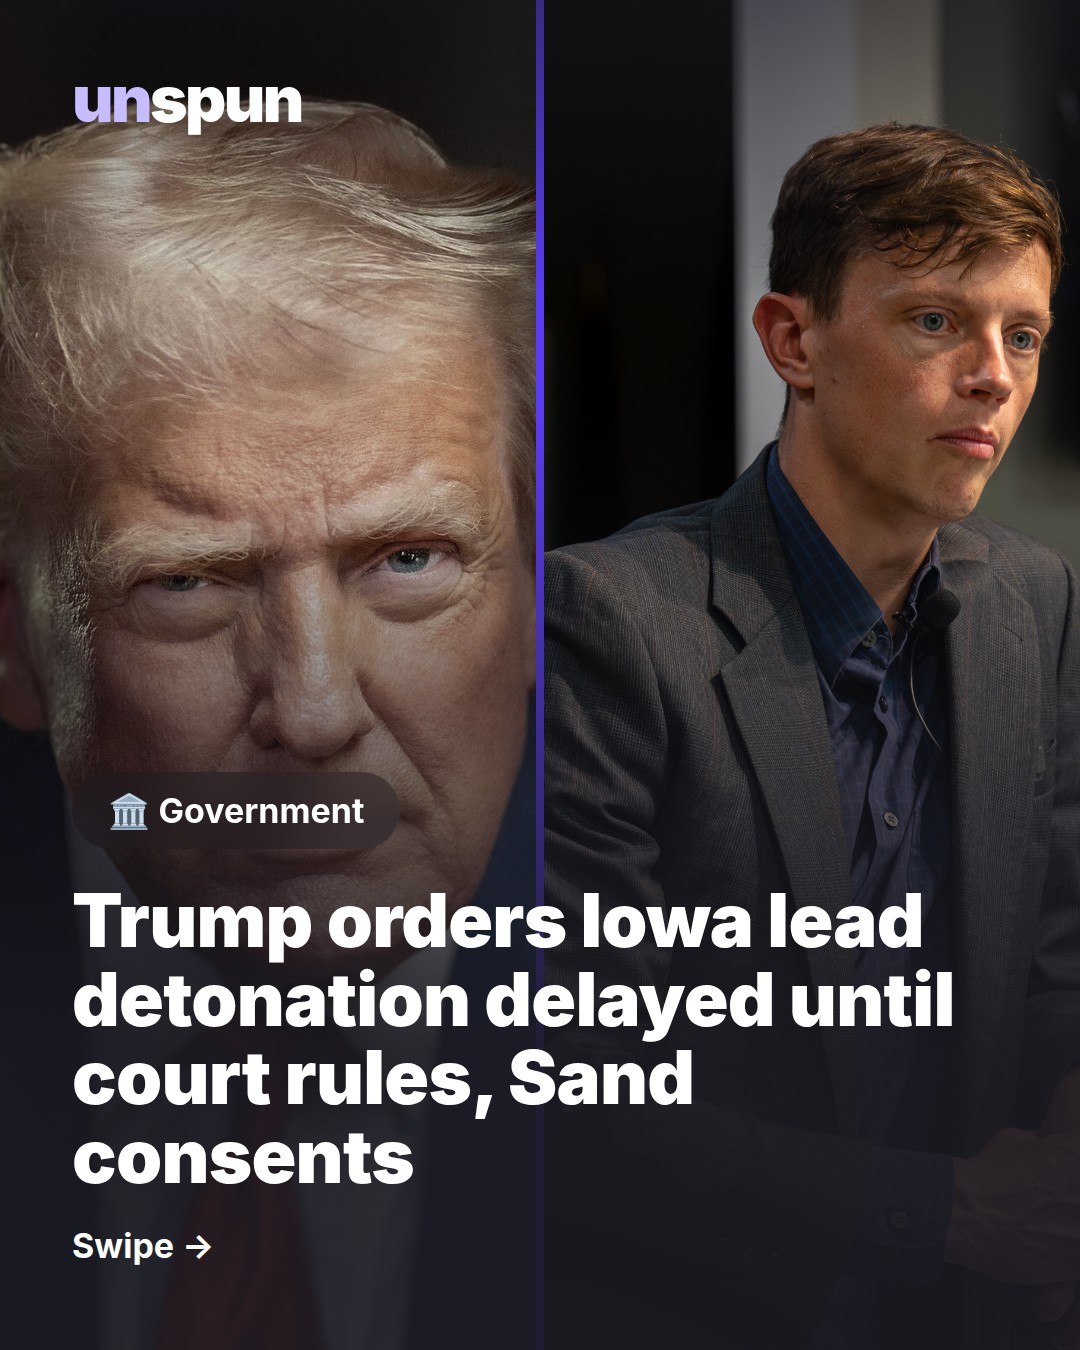 unspun
🏛️ Government
Trump orders Iowa lead
detonation delayed until
court rules, Sand
consents
Swipe →